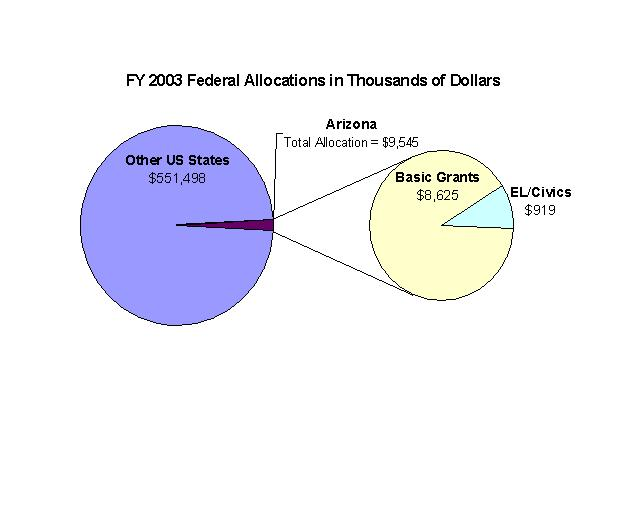 FY 2003 Federal Allocations in Thousands of Dollars
Arizona
Total Allocation = $9,545
Other US States
$551,498
Basic Grants
$8,625
EL/Civics
$919